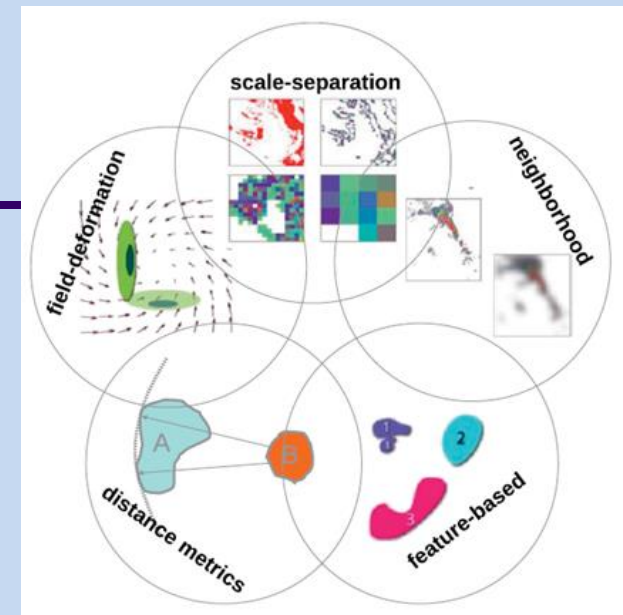 scale-separation
field-deformation
neighborhood
A
B
distance metrics
1
2
3
feature-based